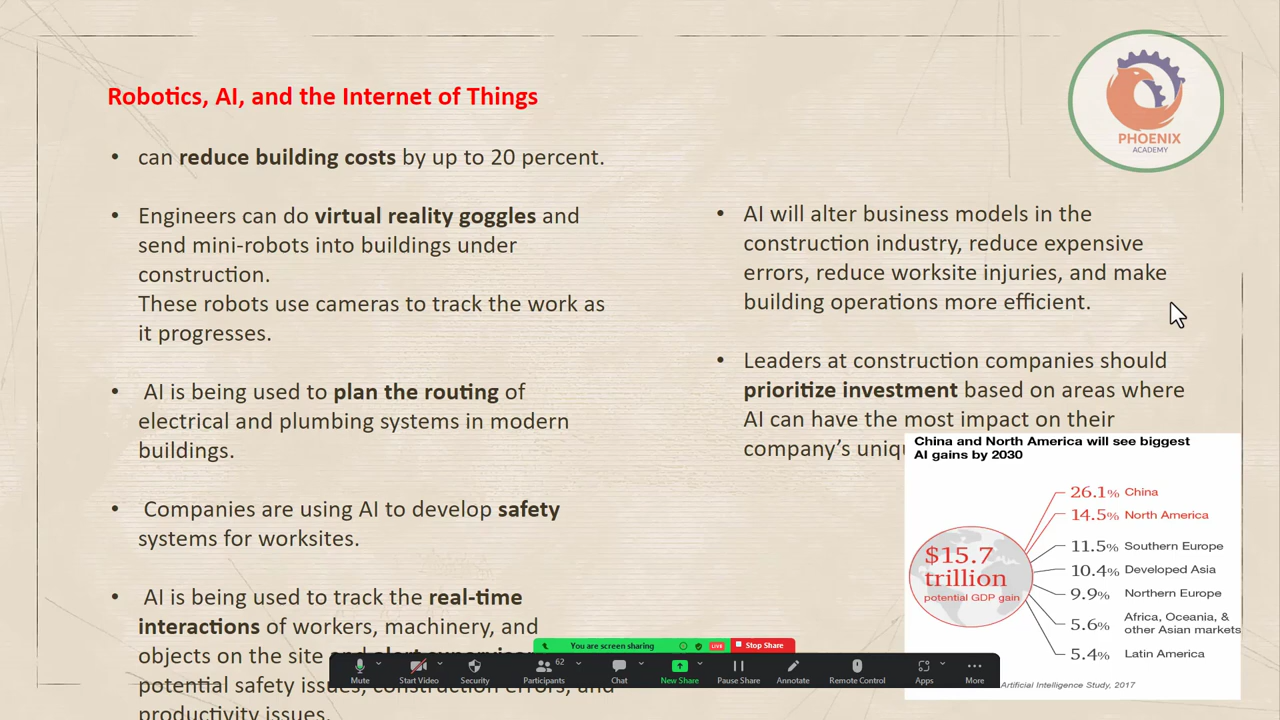 Robotics, AI, and the Internet of Things
• can reduce building costs by up to 20 percent.
• Engineers can do virtual reality goggles and
send mini-robots into buildings under
construction.
These robots use cameras to track the work as
it progresses.
• AI is being used to plan the routing of
electrical and plumbing systems in modern
buildings.
• Companies are using AI to develop safety
systems for worksites.
• AI is being used to track the real-time
interactions of workers, machinery, and
objects on the site and alert supervisors
potential safety issues, construction errors, and
productivity issues.
PHOENIX
ACADEMY
• AI will alter business models in the
construction industry, reduce expensive
errors, reduce worksite injuries, and make
building operations more efficient.
• Leaders at construction companies should
prioritize investment based on areas where
AI can have the most impact on their
company's
China and North America will see biggest
AI gains by 2030
$15.7
trillion
potential GDP gain
26.1% China
14.5% North America
11.5% Southern Europe
10.4% Developed Asia
9.9% Northern Europe
5.6% Africa, Oceania, &
other Asian markets
5.4% Latin America
Artificial Intelligence Study, 2017
You are screen sharing
LIVE
Stop Share
Mute
Start Video
Security
62
Participants
Chat
New Share
Pause Share
Annotate
Remote Control
Apps
More